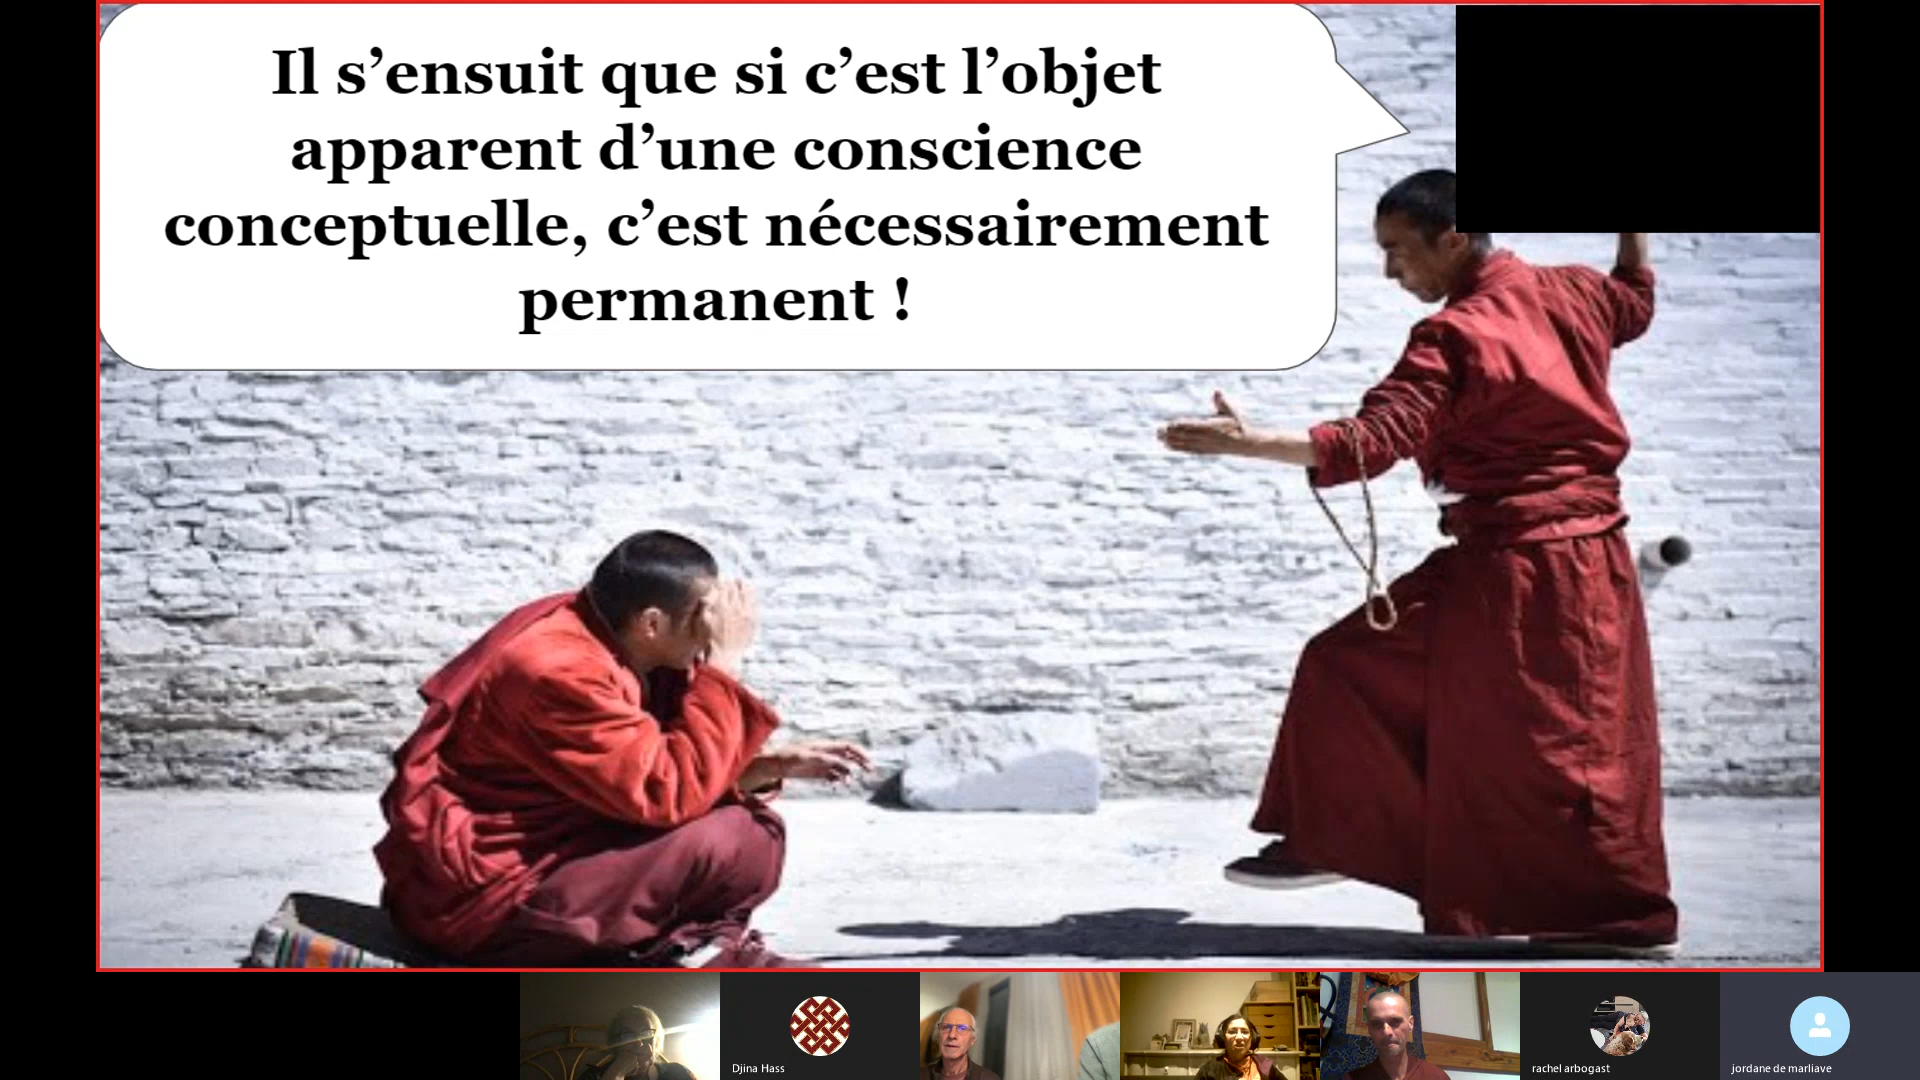 Il s’ensuit que si c’est l’objet
apparent d’une conscience
conceptuelle, c’est nécessairement
permanent !
Djina Hass
rachel arbogast
jordane de marliave